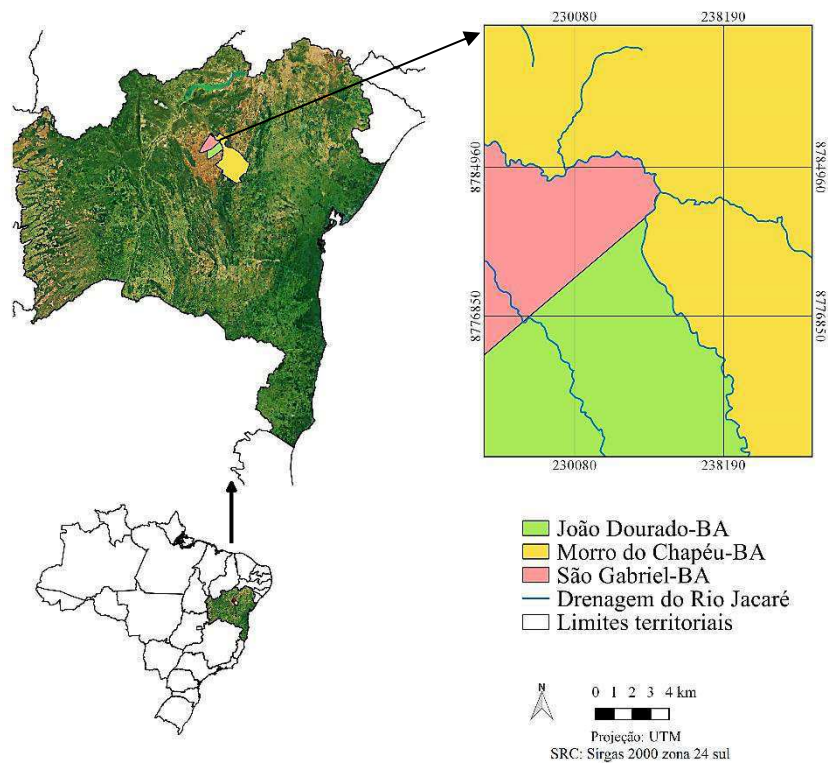 230080 238190
8784960 8784960
8776850 8776850
230080 238190
João Dourado-BA
Morro do Chapéu-BA
São Gabriel-BA
Drenagem do Rio Jacaré
Limites territoriais
N
0 1 2 3 4 km
Projeção: UTM
SRC: Sirgas 2000 zona 24 sul